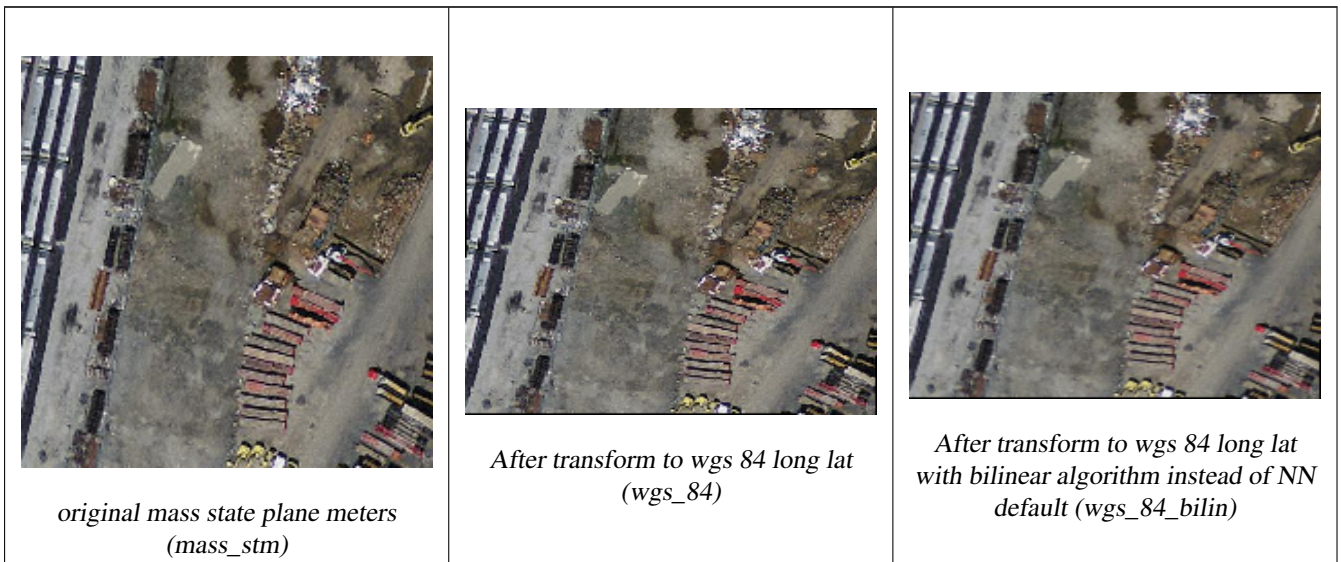 original mass state plane meters
(mass_stm)
After transform to wgs 84 long lat
(wgs_84)
After transform to wgs 84 long lat
with bilinear algorithm instead of NN
default (wgs_84_bilin)